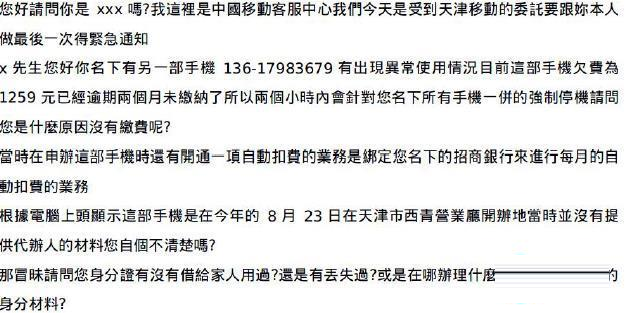 您好請問你是 xxx 嗎?我這裡是中國移動客服中心我們今天是受到天津移動的委託要跟妳本人
做最後一次得緊急通知
x 先生您好你名下有另一部手機 136-17983679 有出現異常使用情況目前這部手機欠費為
1259 元已經逾期兩個月未繳納了所以兩個小時內會針對您名下所有手機一併的強制停機請問
您是什麼原因沒有繳費呢?
當時在申辦這部手機時還有開通一項自動扣費的業務是綁定您名下的招商銀行來進行每月的自
動扣費的業務
根據電腦上頭顯示這部手機是在今年的 8 月 23 日在天津市西青營業廳開辦地當時並沒有提
供代辦人的材料您自個不清楚嗎?
那冒昧請問您身分證有沒有借給家人用過?還是有丟失過?或是在哪辦理什麼
身分材料?